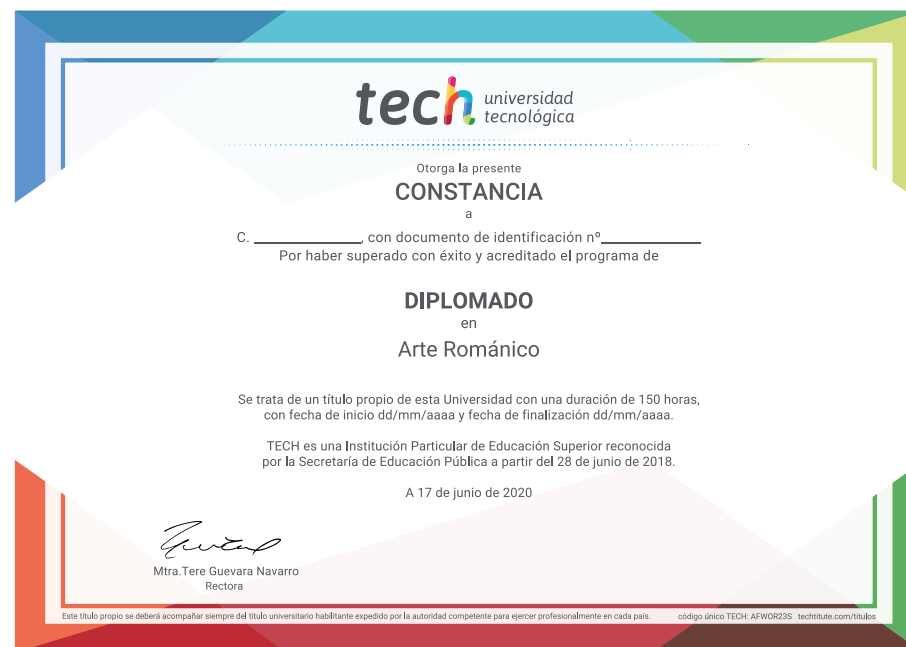 tech universidad
tecnológica
Otorga la presente
CONSTANCIA
a
C. ____________, con documento de identificación nº___________
Por haber superado con éxito y acreditado el programa de
DIPLOMADO
en
Arte Románico
Se trata de un título propio de esta Universidad con una duración de 150 horas,
con fecha de inicio dd/mm/aaaa y fecha de finalización dd/mm/aaaa.
TECH es una Institución Particular de Educación Superior reconocida
por la Secretaría de Educación Pública a partir del 28 de junio de 2018.
A 17 de junio de 2020
Mtra.Tere Guevara Navarro
Rectora
Este título propio se deberá acompañar siempre del título universitario habilitante expedido por la autoridad competente para ejercer profesionalmente en cada país. código único TECH: AFWOR23S techtitute.com/titulos